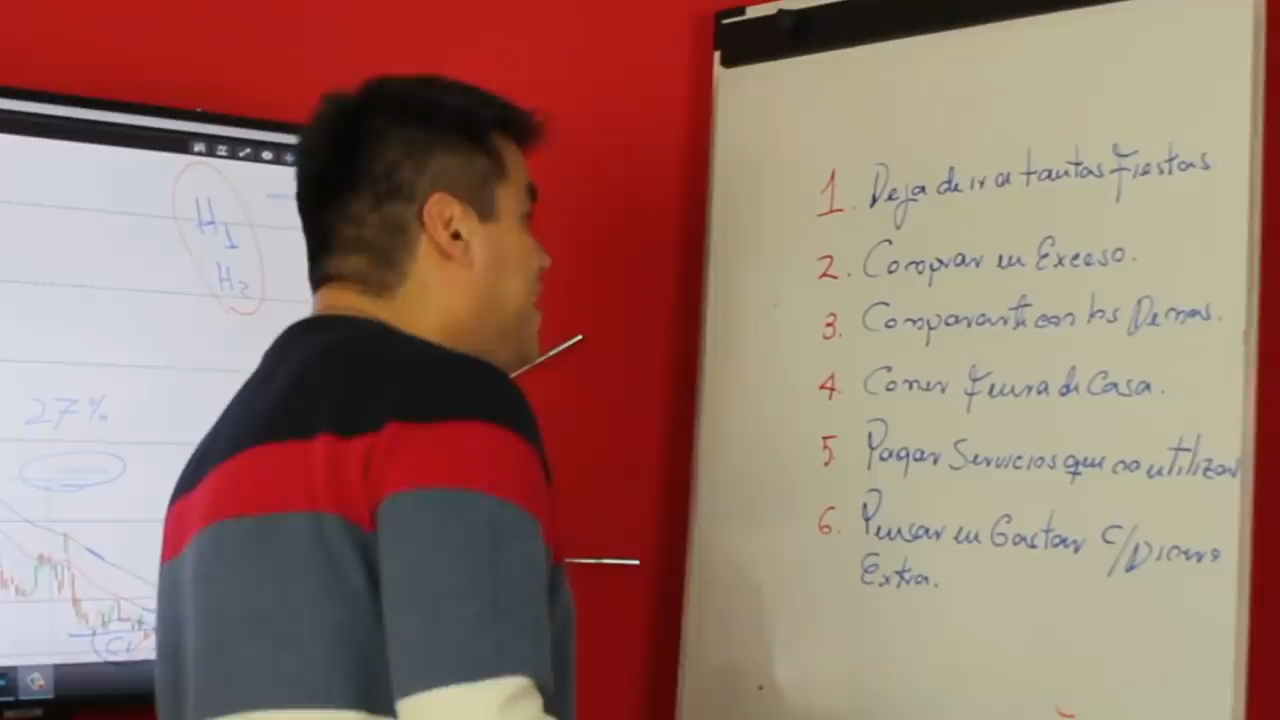 H1
H2
27%
C1
1. Deja de ir a tantas Fiestas
2. Comprar en Exceso.
3. Compararte con los Demas.
4. Comer Fuera de Casa.
5 Pagar Servicios que no utilizas
6. Pensar en Gastar C/Dinero
Extra.